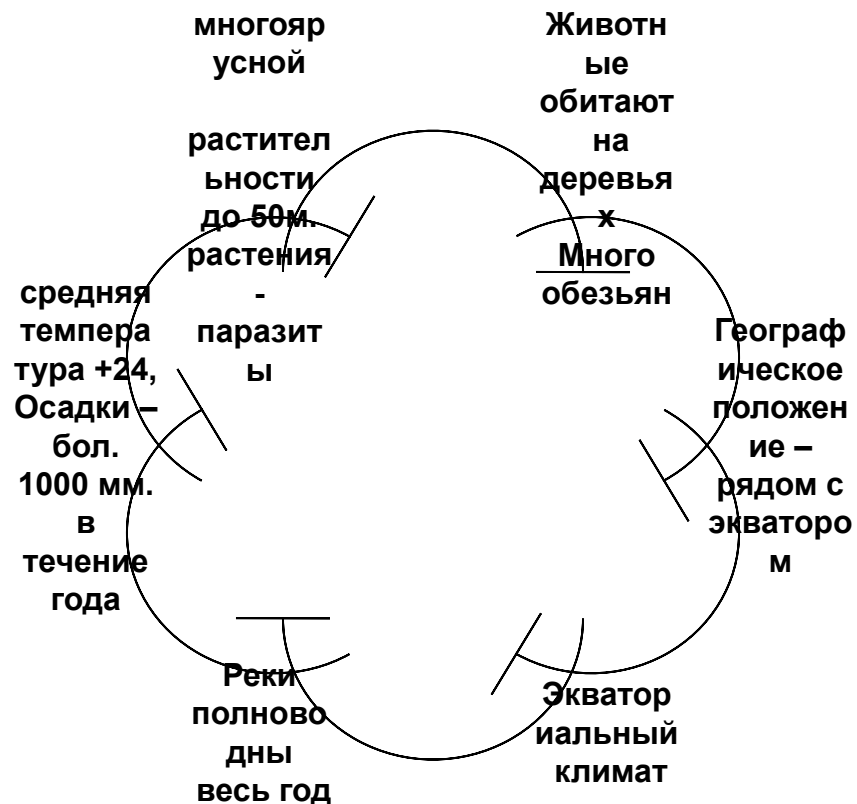 многояр
усной
растител
ьности
до 50м.
растения
-
паразит
ы
Животн
ые
обитают
на
деревья
х
Много
обезьян
средняя
темпера
тура +24,
Осадки –
бол.
1000 мм.
в
течение
года
Географ
ическое
положен
ие –
рядом с
экваторо
м
Реки
полново
дны
весь год
Экватор
иальный
климат